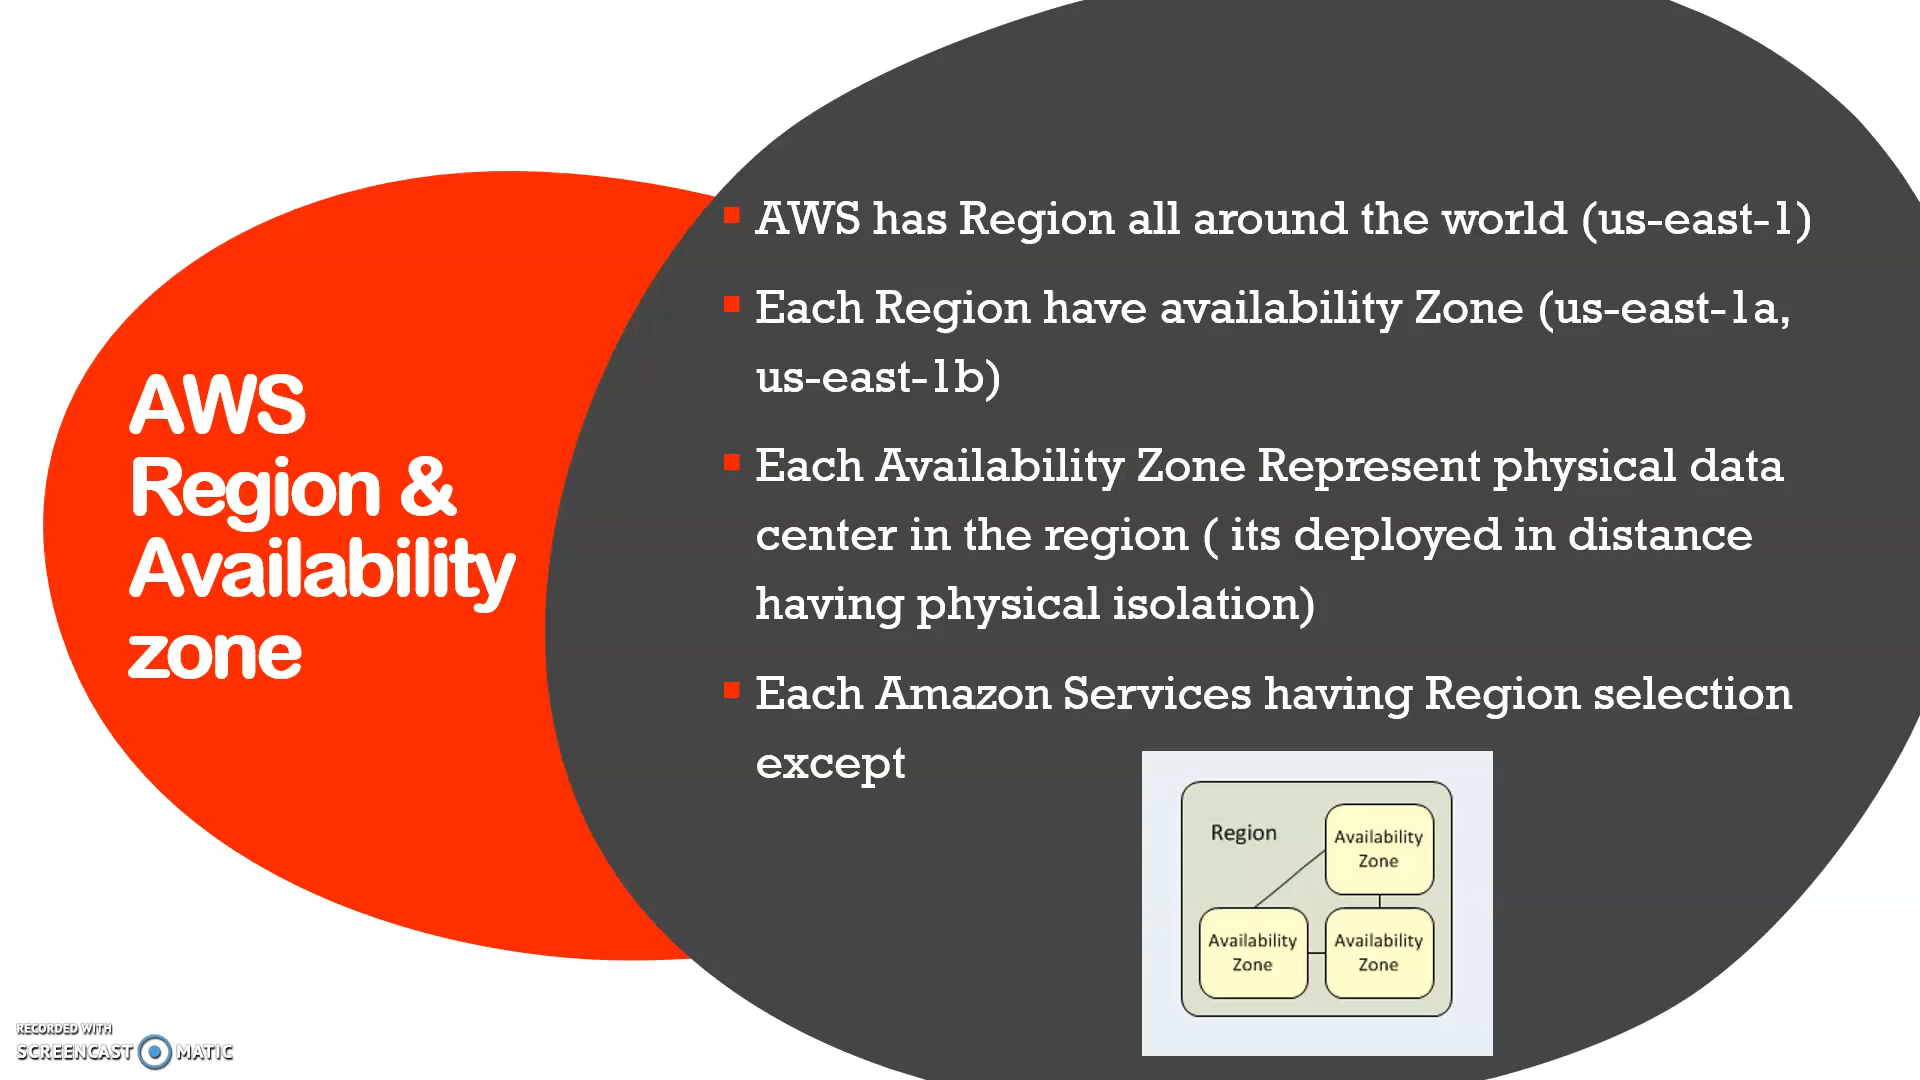 AWS
Region &
Availability
zone
AWS has Region all around the world (us-east-1)
Each Region have availability Zone (us-east-1a,
us-east-1b)
Each Availability Zone Represent physical data
center in the region ( its deployed in distance
having physical isolation)
Each Amazon Services having Region selection
except
Region
Availability
Zone
Availability
Zone
Availability
Zone
RECORDED WITH
SCREENCAST MATIC